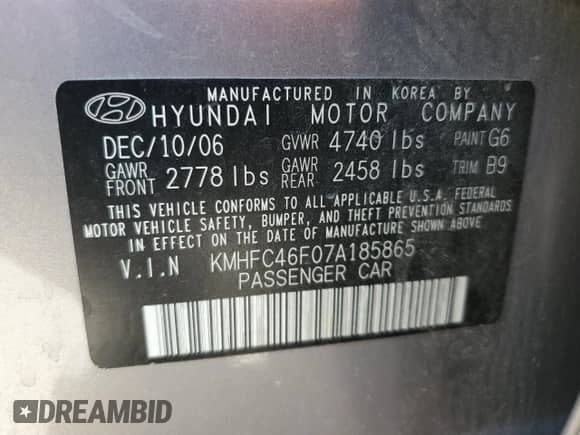 MANUFACTURED IN KOREA BY
HYUNDAI MOTOR COMPANY
DEC/10/06 GVWR 4740 lbs PAINT G6
GAWR FRONT 2778 lbs GAWR REAR 2458 lbs TRIM B9
THIS VEHICLE CONFORMS TO ALL APPLICABLE U.S.A. FEDERAL
MOTOR VEHICLE SAFETY, BUMPER, AND THEFT PREVENTION STANDARDS
IN EFFECT ON THE DATE OF MANUFACTURE SHOWN ABOVE
V.I.N KMHFC46F07A185865
PASSENGER CAR
DREAMBID